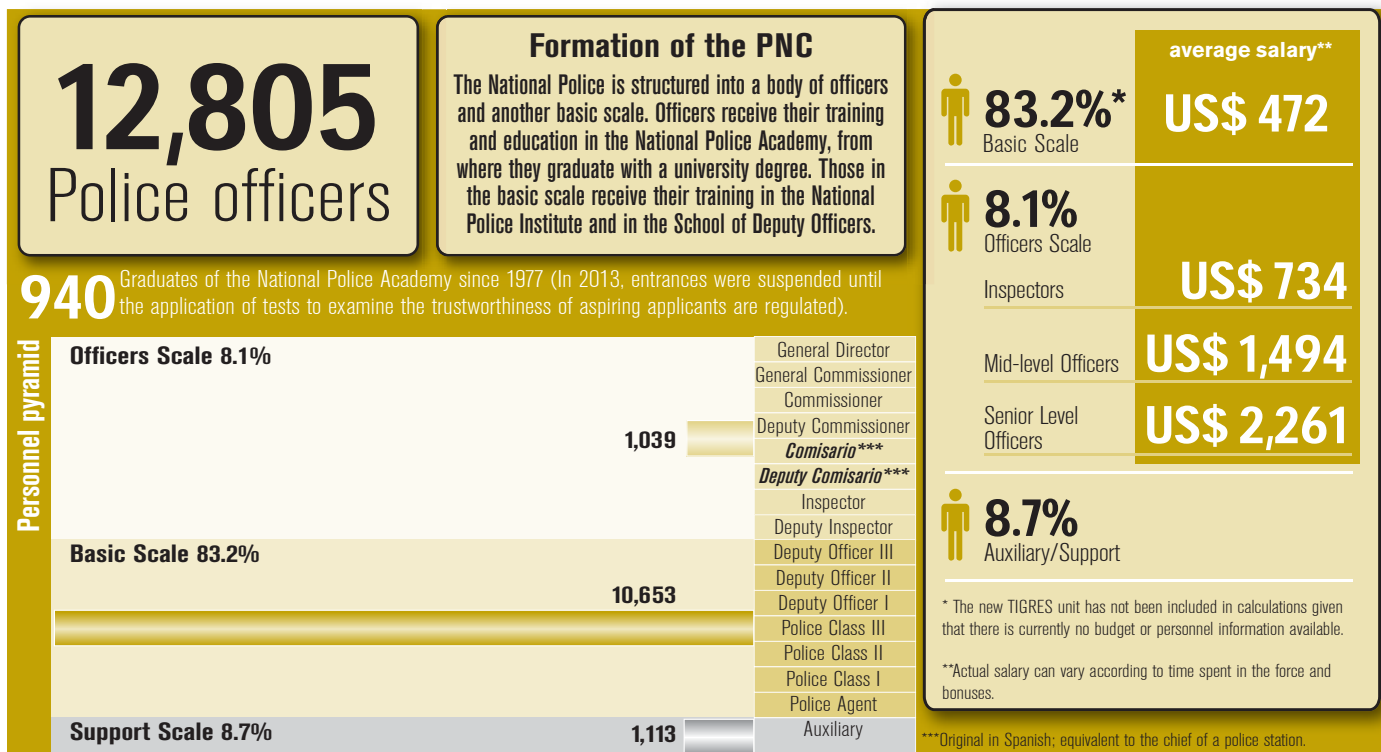 12,805
Police officers
Formation of the PNC
The National Police is structured into a body of officers
and another basic scale. Officers receive their training
and education in the National Police Academy, from
where they graduate with a university degree. Those in
the basic scale receive their training in the National
Police Institute and in the School of Deputy Officers.
940 Graduates of the National Police Academy since 1977 (In 2013, entrances were suspended until
the application of tests to examine the trustworthiness of aspiring applicants are regulated).
Personnel pyramid
Officers Scale 8.1%
1,039
General Director
General Commissioner
Commissioner
Deputy Commissioner
Comisario***
Deputy Comisario***
Inspector
Deputy Inspector
Basic Scale 83.2%
10,653
Deputy Officer III
Deputy Officer II
Deputy Officer I
Police Class III
Police Class II
Police Class I
Police Agent
Support Scale 8.7%
1,113
Auxiliary
average salary**
83.2%*
Basic Scale
US$ 472
8.1%
Officers Scale
Inspectors
US$ 734
Mid-level Officers
US$ 1,494
Senior Level
Officers
US$ 2,261
8.7%
Auxiliary/Support
* The new TIGRES unit has not been included in calculations given
that there is currently no budget or personnel information available.
**Actual salary can vary according to time spent in the force and
bonuses.
***Original in Spanish; equivalent to the chief of a police station.